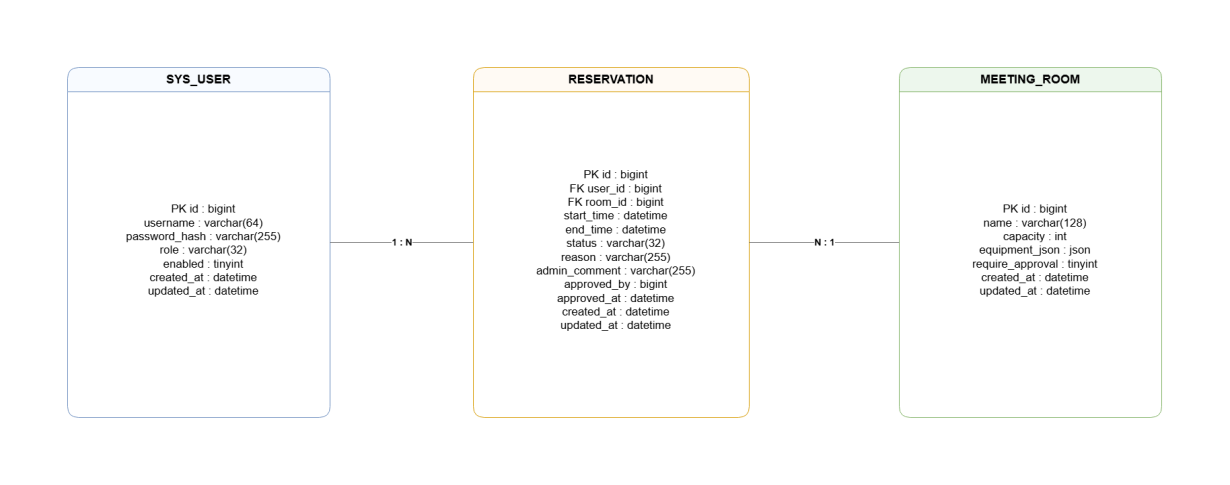 SYS_USER
PK id : bigint
username : varchar(64)
password_hash : varchar(255)
role : varchar(32)
enabled : tinyint
created_at : datetime
updated_at : datetime
1 : N
RESERVATION
PK id : bigint
FK user_id : bigint
FK room_id : bigint
start_time : datetime
end_time : datetime
status : varchar(32)
reason : varchar(255)
admin_comment : varchar(255)
approved_by : bigint
approved_at : datetime
created_at : datetime
updated_at : datetime
N : 1
MEETING_ROOM
PK id : bigint
name : varchar(128)
capacity : int
equipment_json : json
require_approval : tinyint
created_at : datetime
updated_at : datetime